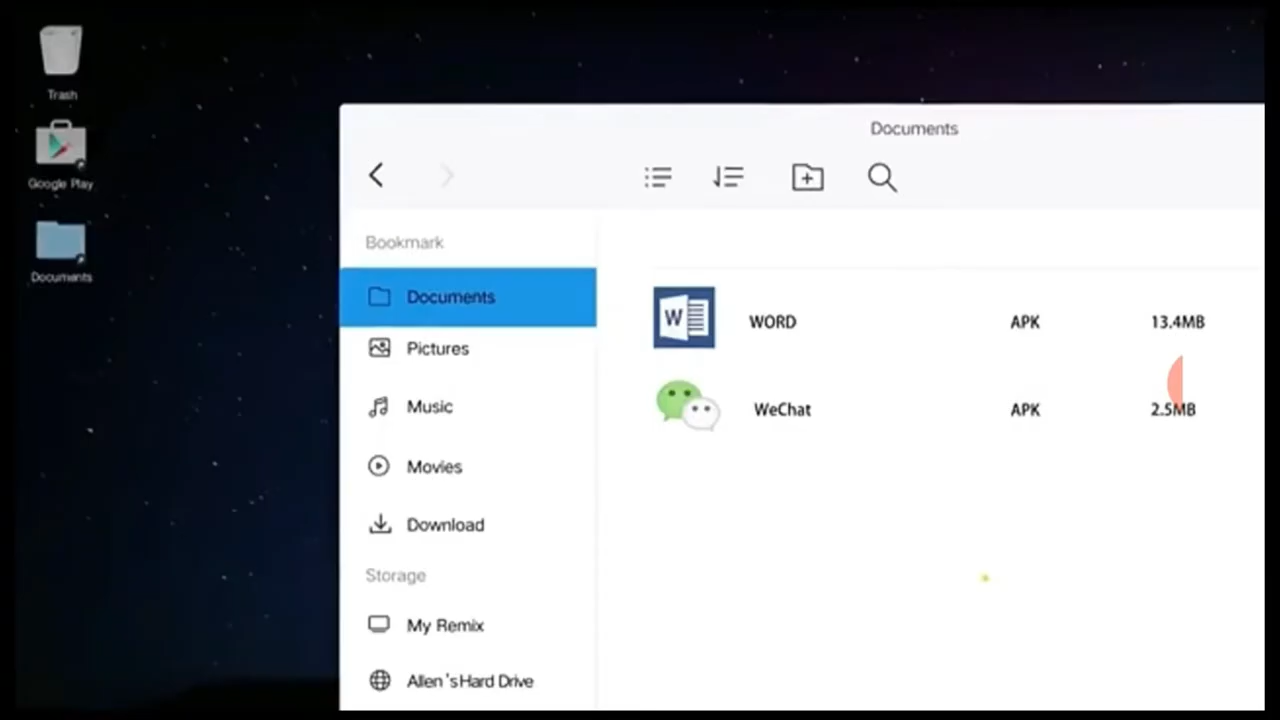 Trash
Google Play
Documents
Documents
Bookmark
Documents
Pictures
Music
Movies
Download
Storage
My Remix
Allen 's Hard Drive
W WORD APK 13.4MB
WeChat APK 2.5MB